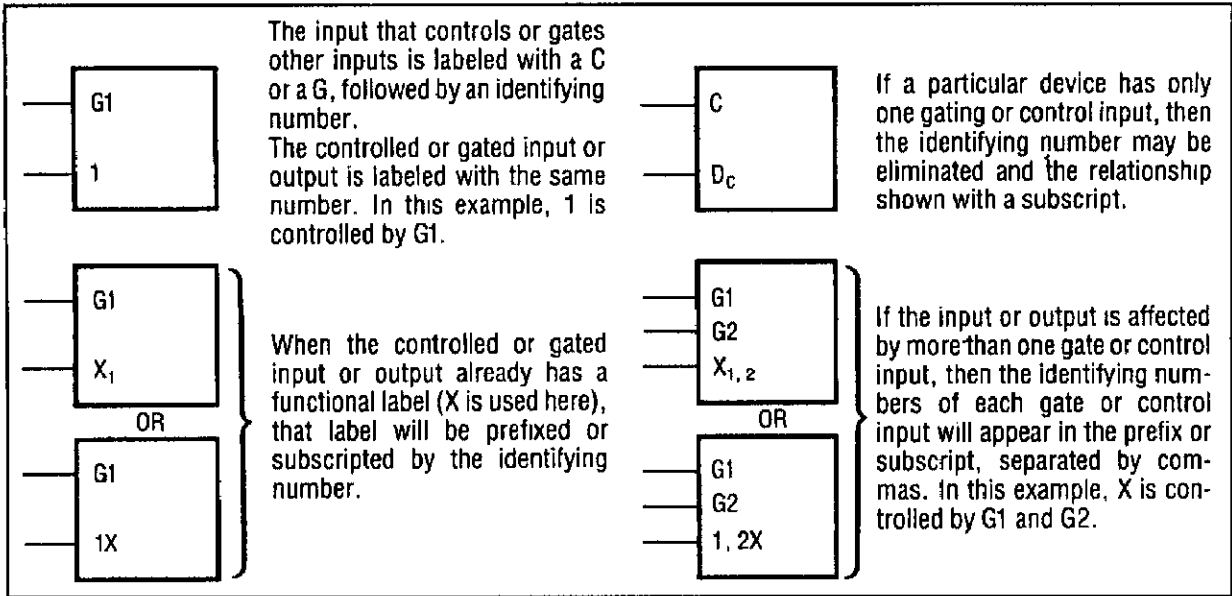 G1
1
The input that controls or gates
other inputs is labeled with a C
or a G, followed by an identifying
number.
The controlled or gated input or
output is labeled with the same
number. In this example, 1 is
controlled by G1.
C
D_C
If a particular device has only
one gating or control input, then
the identifying number may be
eliminated and the relationship
shown with a subscript.
G1
X₁
OR
G1
1X
When the controlled or gated
input or output already has a
functional label (X is used here),
that label will be prefixed or
subscripted by the identifying
number.
G1
G2
X₁, ₂
OR
G1
G2
1, 2X
If the input or output is affected
by more than one gate or control
input, then the identifying num-
bers of each gate or control
input will appear in the prefix or
subscript, separated by com-
mas. In this example, X is con-
trolled by G1 and G2.